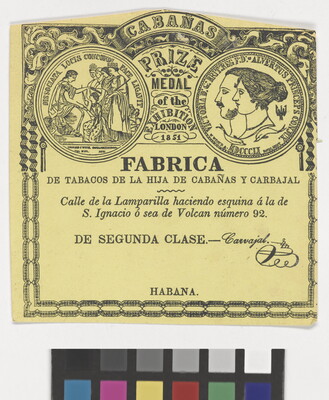 CABAÑAS
PRIZE
MEDAL
of the
EXHIBITION
LONDON
1851
MDCCCLI
FABRICA
DE TABACOS DE LA HIJA DE CABAÑAS Y CARBAJAL
Calle de la Lamparilla haciendo esquina á la de
S. Ignacio ó sea de Volcan número 92.
DE SEGUNDA CLASE.—Carvajal.
HABANA.